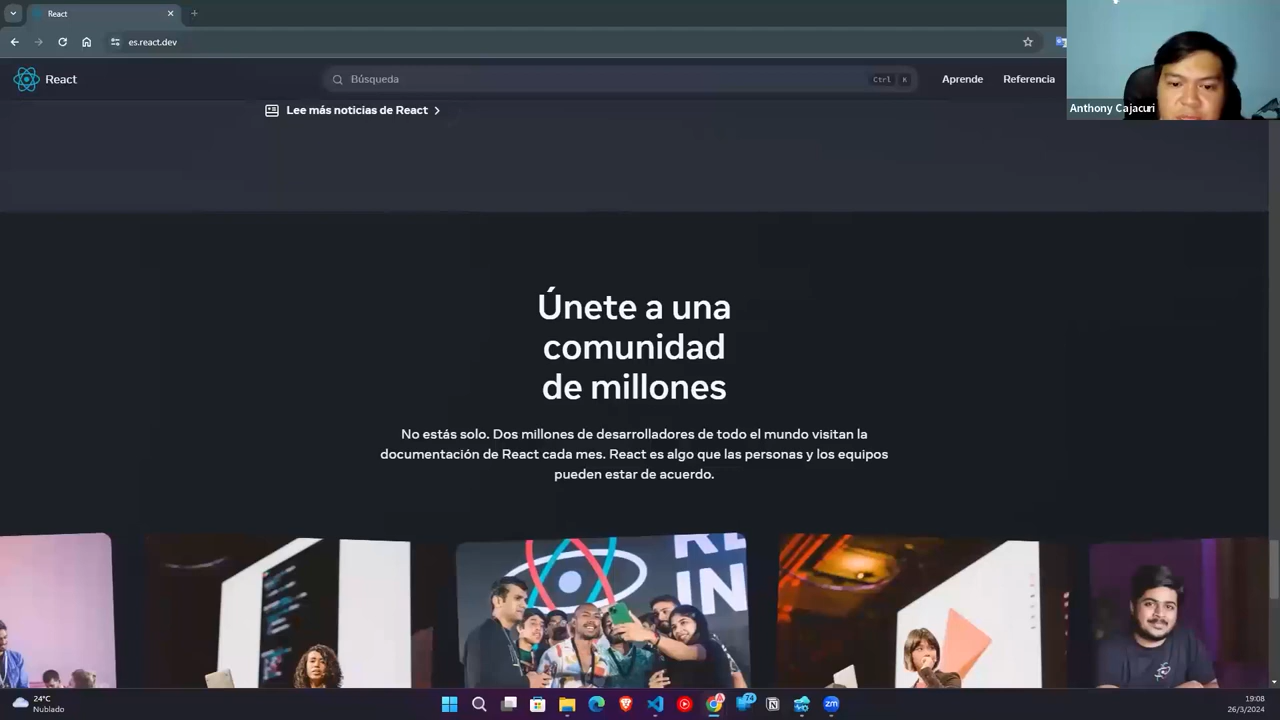 React
es.react.dev
React
Búsqueda
Ctrl
K
Aprende
Referencia
Anthony Cajacuri
Lee más noticias de React
Únete a una
comunidad
de millones
No estás solo. Dos millones de desarrolladores de todo el mundo visitan la
documentación de React cada mes. React es algo que las personas y los equipos
pueden estar de acuerdo.
IN
24°C
Nublado
74
zm
19:08
26/3/2024